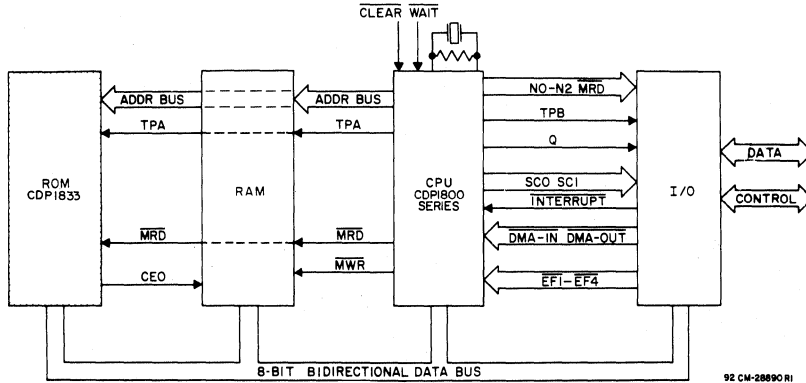 CLEAR WAIT
ADDR BUS
ADDR BUS
NO-N2 MRD
TPA
TPA
TPB
Q
DATA
ROM
CDP1833
RAM
CPU
CDP1800
SERIES
I/O
SCO SCI
INTERRUPT
CONTROL
MRD
MRD
DMA-IN DMA-OUT
MWR
CEO
EF1-EF4
8-BIT BIDIRECTIONAL DATA BUS
92 CM-28890 RI